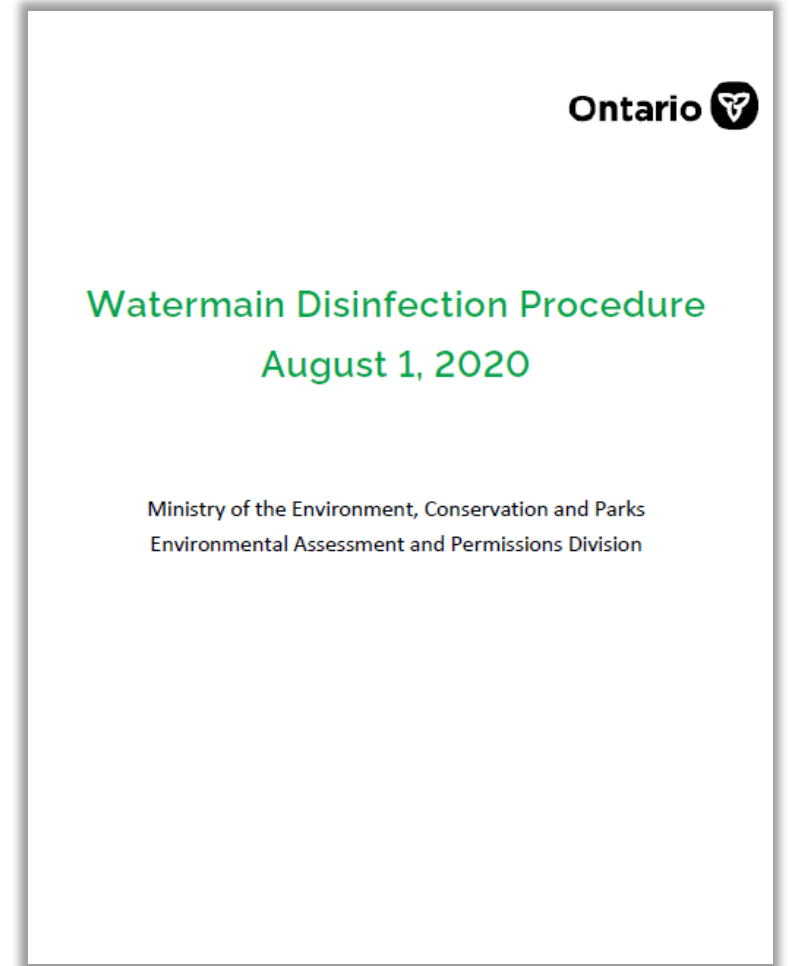 Ontario
Watermain Disinfection Procedure
August 1, 2020
Ministry of the Environment, Conservation and Parks
Environmental Assessment and Permissions Division